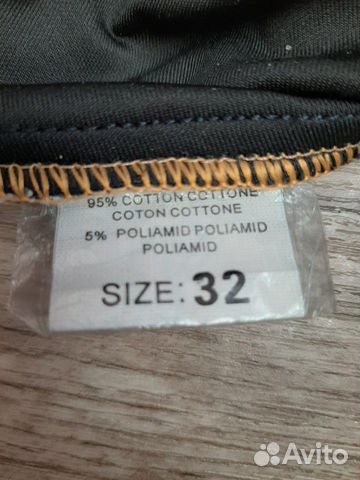 95% COTTON COTTONE
COTON COTTONE
5% POLIAMID POLIAMID
POLIAMID
SIZE: 32
Avito